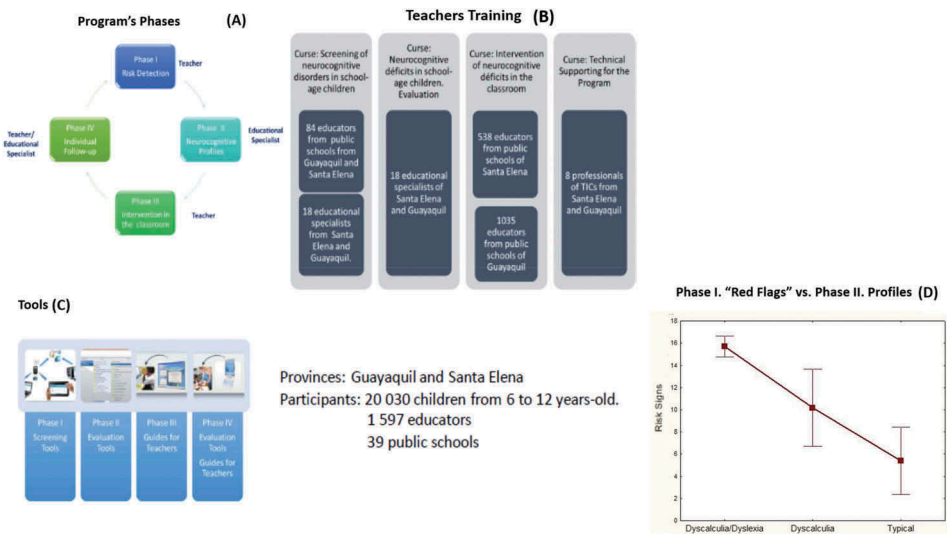 Program's Phases (A)
Phase I
Risk Detection
Teacher
Phase II
Neurocognitive
Profiles
Educational
Specialist
Phase III
Intervention in
the classroom
Teacher
Phase IV
Individual
Follow-up
Teacher/
Educational
Specialist
Teachers Training (B)
Curse: Screening of
neurocognitive
disorders in school-
age children
84 educators
from public
schools from
Guayaquil and
Santa Elena
18 educational
specialists
from Santa
Elena and
Guayaquil.
Curse:
Neurocognitive
déficits in school-
age children.
Evaluation
18 educational
specialists of
Santa Elena
and Guayaquil
Curse: Intervention
of neurocognitive
déficits in the
classroom
538 educators
from public
schools of
Santa Elena
1035
educators
from public
schools of
Guayaquil
Curse: Technical
Supporting for the
Program
8 professionals
of TICs from
Santa Elena
and Guayaquil
Tools (C)
Phase I
Screening
Tools
Phase II
Evaluation
Tools
Phase III
Guides for
Teachers
Phase IV
Evaluation
Tools
Guides for
Teachers
Provinces: Guayaquil and Santa Elena
Participants: 20 030 children from 6 to 12 years-old.
1 597 educators
39 public schools
Phase I. “Red Flags” vs. Phase II. Profiles (D)
18
16
14
12
10
8
6
4
2
0
Risk Signs
Dyscalculia/Dyslexia
Dyscalculia
Typical